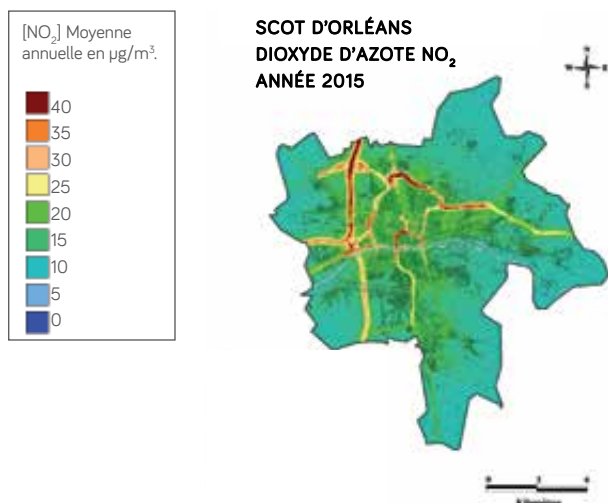 [NO₂] Moyenne
annuelle en µg/m³.
40
35
30
25
20
15
10
5
0
SCOT D'ORLÉANS
DIOXYDE D'AZOTE NO₂
ANNÉE 2015